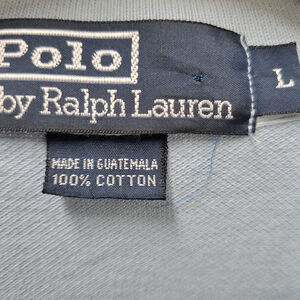 Polo
by Ralph Lauren
L
MADE IN GUATEMALA
100% COTTON